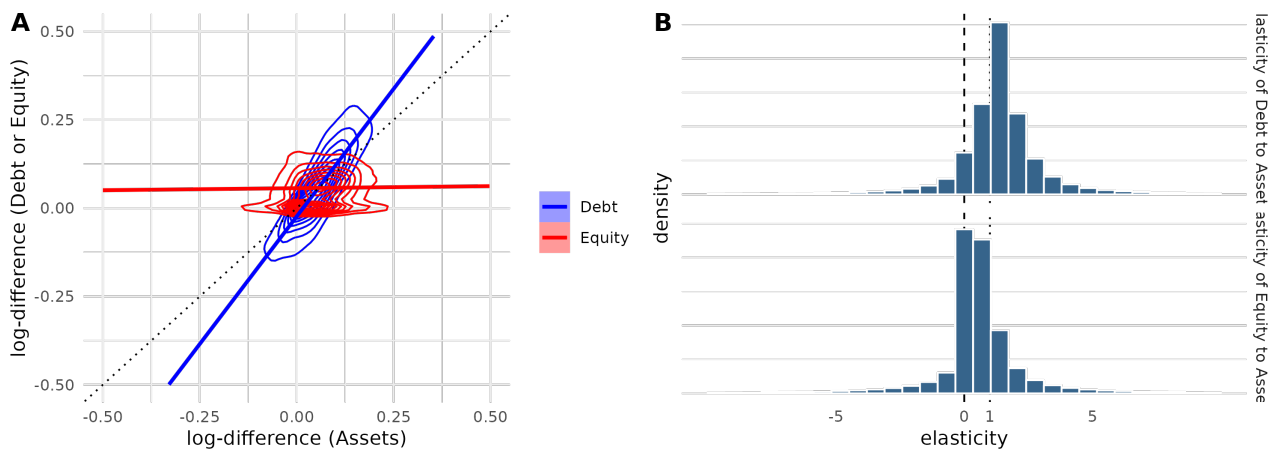 A
log-difference (Debt or Equity)
0.50
0.25
0.00
-0.25
-0.50
-0.50 -0.25 0.00 0.25 0.50
log-difference (Assets)
Debt
Equity
B
density
lasticity of Debt to Asset
asticity of Equity to Asse
-5 0 1 5
elasticity